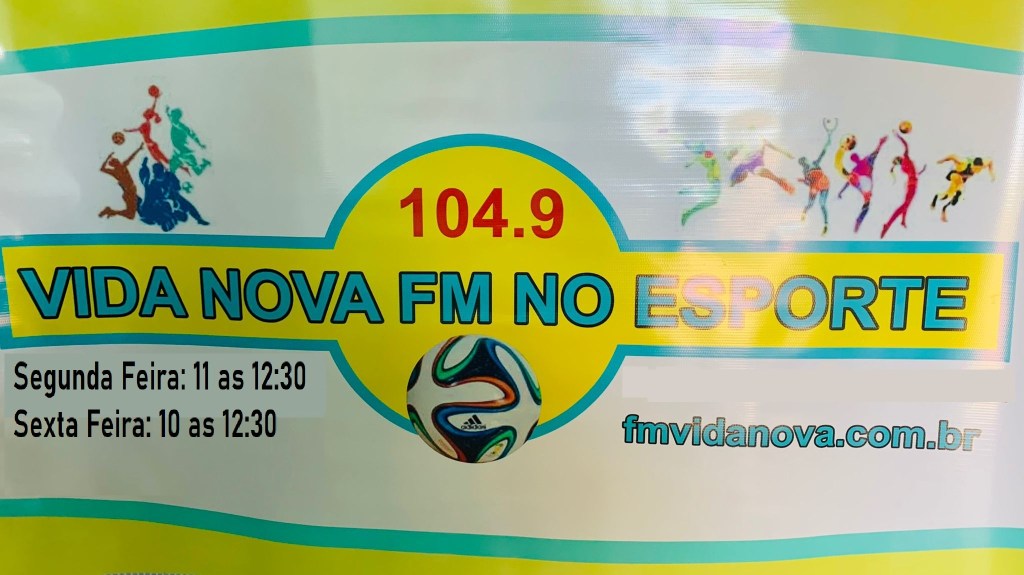 104.9
VIDA NOVA FM NO ESPORTE
Segunda Feira: 11 as 12:30
Sexta Feira: 10 as 12:30
adidas
fmvidanova.com.br